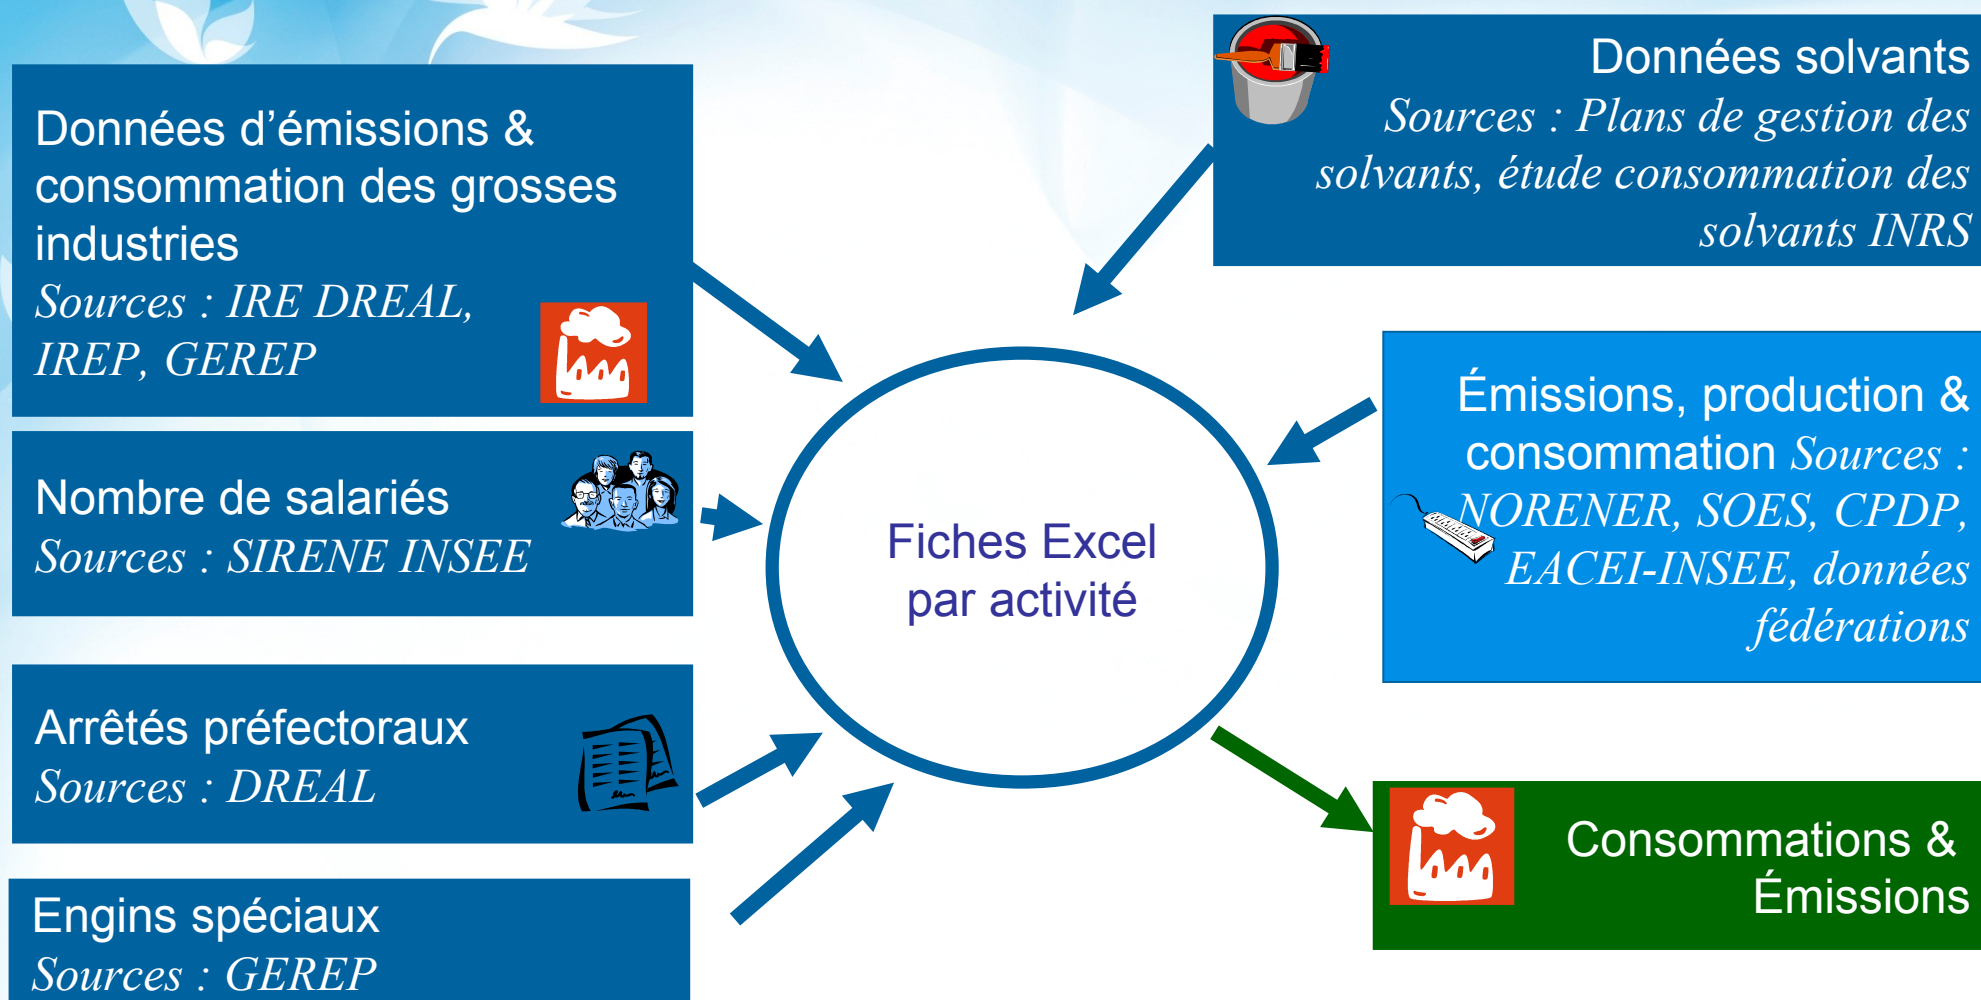 Données d’émissions &
consommation des grosses
industries
Sources : IRE DREAL,
IREP, GEREP
Nombre de salariés
Sources : SIRENE INSEE
Arrêtés préfectoraux
Sources : DREAL
Engins spéciaux
Sources : GEREP
Fiches Excel
par activité
Données solvants
Sources : Plans de gestion des
solvants, étude consommation des
solvants INRS
Émissions, production &
consommation Sources :
NORENER, SOES, CPDP,
EACEI-INSEE, données
fédérations
Consommations &
Émissions